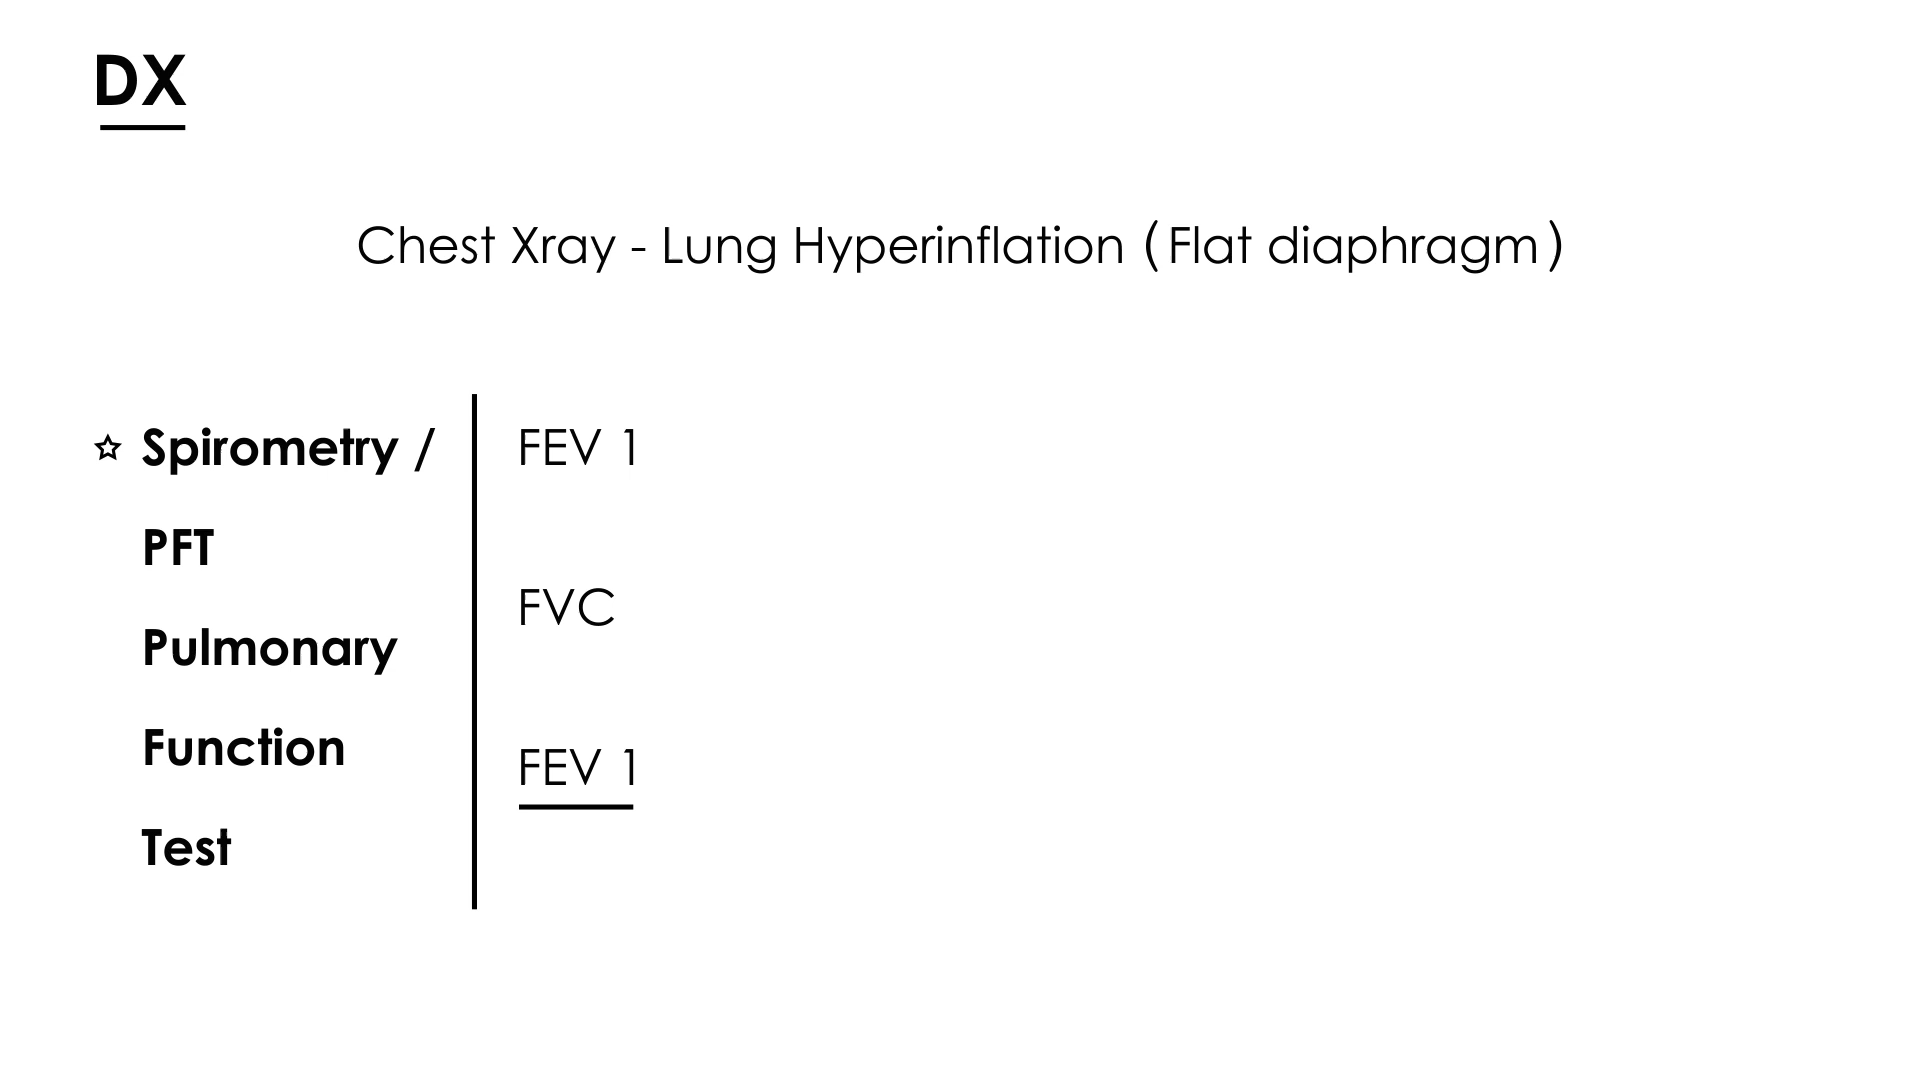 DX
Chest Xray - Lung Hyperinflation (Flat diaphragm)
☆ Spirometry /
PFT
Pulmonary
Function
Test
FEV 1
FVC
FEV 1